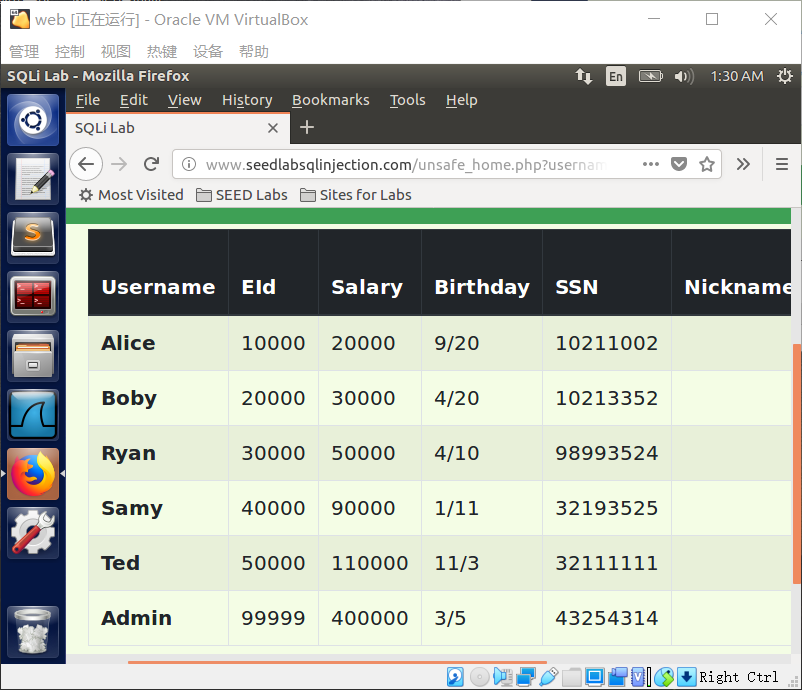 web [正在运行] - Oracle VM VirtualBox
管理 控制 视图 热键 设备 帮助
SQLi Lab - Mozilla Firefox En 1:30 AM
File Edit View History Bookmarks Tools Help
SQLi Lab
www.seedlabsqlinjection.com/unsafe_home.php?usernam
Most Visited SEED Labs Sites for Labs
Username EId Salary Birthday SSN Nickname
Alice 10000 20000 9/20 10211002
Boby 20000 30000 4/20 10213352
Ryan 30000 50000 4/10 98993524
Samy 40000 90000 1/11 32193525
Ted 50000 110000 11/3 32111111
Admin 99999 400000 3/5 43254314
Right Ctrl